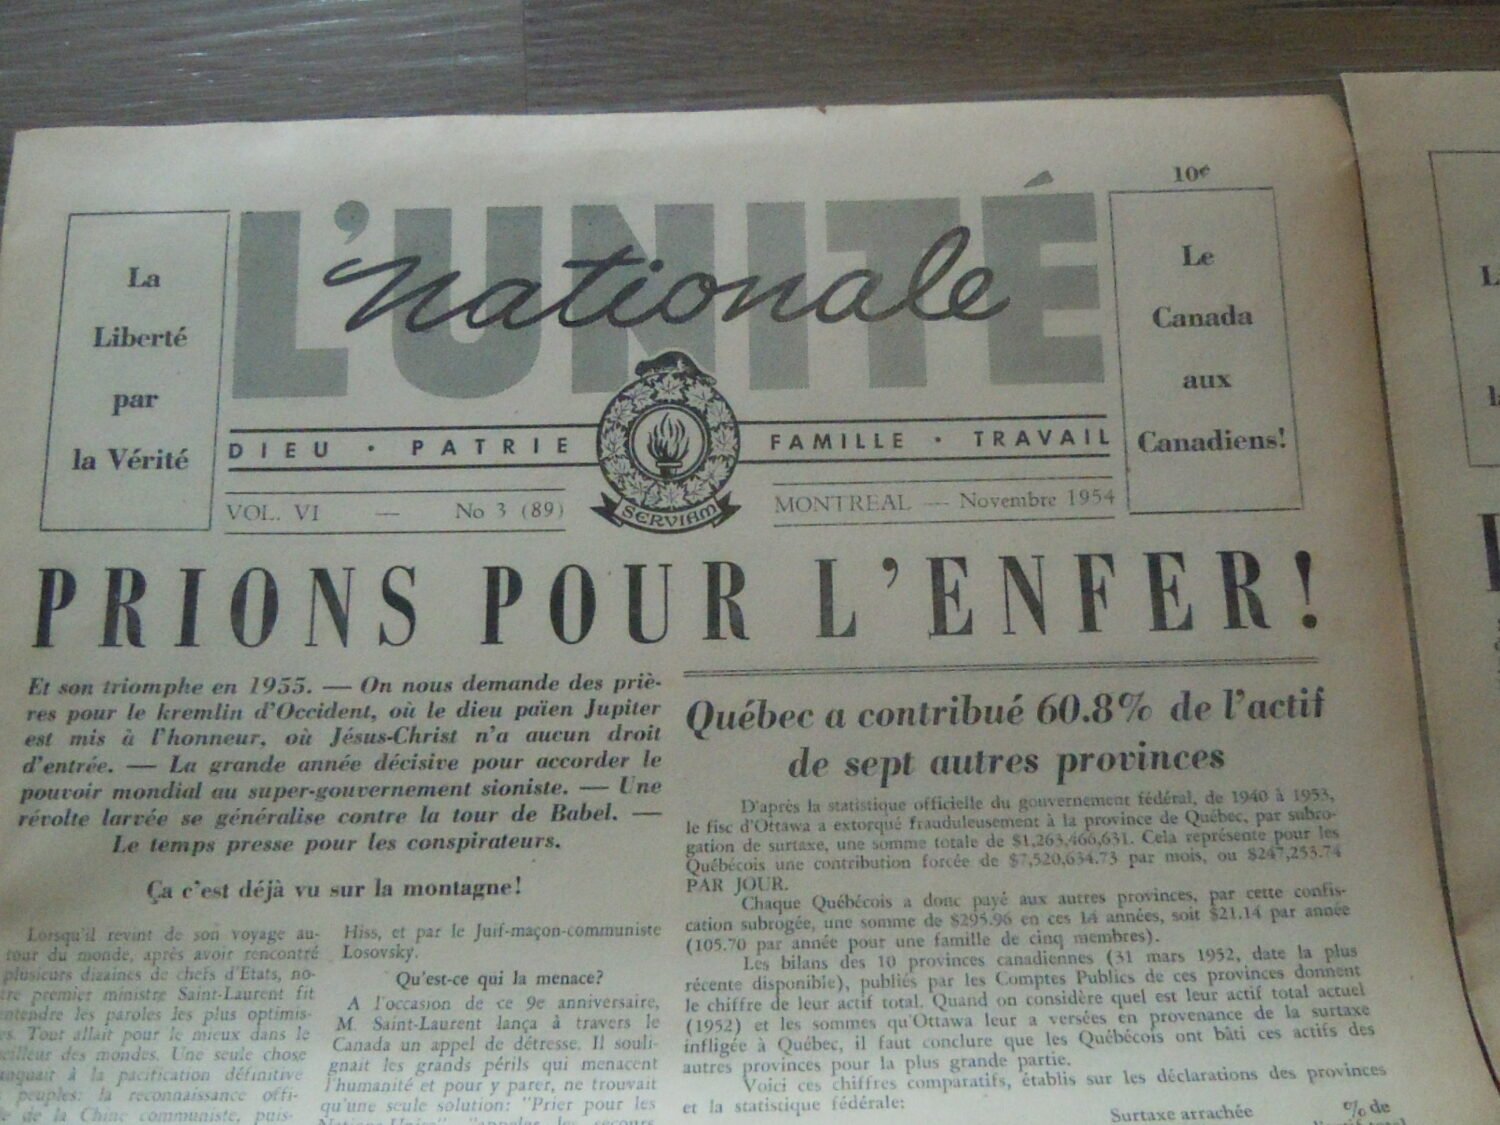 10¢
La
Liberté
par
la Vérité
L'UNITÉ
nationale
Le
Canada
aux
Canadiens!
DIEU · PATRIE
FAMILLE · TRAVAIL
SERVIAM
VOL. VI — No 3 (89)
MONTREAL — Novembre 1954
PRIONS POUR L'ENFER!
Et son triomphe en 1955. — On nous demande des priè-
res pour le kremlin d'Occident, où le dieu païen Jupiter
est mis à l'honneur, où Jésus-Christ n'a aucun droit
d'entrée. — La grande année décisive pour accorder le
pouvoir mondial au super-gouvernement sioniste. — Une
révolte larvée se généralise contre la tour de Babel. —
Le temps presse pour les conspirateurs.
Ça c'est déjà vu sur la montagne!
Lorsqu'il revint de son voyage au-
tour du monde, après avoir rencontré
plusieurs dizaines de chefs d'Etats, no-
premier ministre Saint-Laurent fit
les paroles les plus optimis-
Tout allait pour le mieux dans le
des mondes. Une seule chose
à la pacification définitive
peuples: la reconnaissance offi-
de la Chine communiste, puis-
Hiss, et par le Juif-maçon-communiste
Losovsky.
Qu'est-ce qui la menace?
A l'occasion de ce 9e anniversaire,
M. Saint-Laurent lança à travers le
Canada un appel de détresse. Il souli-
gnait les grands périls qui menacent
l'humanité et pour y parer, ne trouvait
qu'une seule solution: "Prier pour les
Québec a contribué 60.8% de l'actif
de sept autres provinces
D'après la statistique officielle du gouvernement fédéral, de 1940 à 1953,
le fisc d'Ottawa a extorqué frauduleusement à la province de Québec, par subro-
gation de surtaxe, une somme totale de $1,263,466,631. Cela représente pour les
Québécois une contribution forcée de $7,520,634.73 par mois, ou $247,253.74
PAR JOUR.
Chaque Québécois a donc payé aux autres provinces, par cette confis-
cation subrogée, une somme de $295.96 en ces 14 années, soit $21.14 par année
(105.70 par année pour une famille de cinq membres).
Les bilans des 10 provinces canadiennes (31 mars 1952, date la plus
récente disponible), publiés par les Comptes Publics de ces provinces donnent
le chiffre de leur actif total. Quand on considère quel est leur actif total actuel
(1952) et les sommes qu'Ottawa leur a versées en provenance de la surtaxe
infligée à Québec, il faut conclure que les Québécois ont bâti ces actifs des
autres provinces pour la plus grande partie.
Voici ces chiffres comparatifs, établis sur les déclarations des provinces
et la statistique fédérale:
Surtaxe arrachée % de